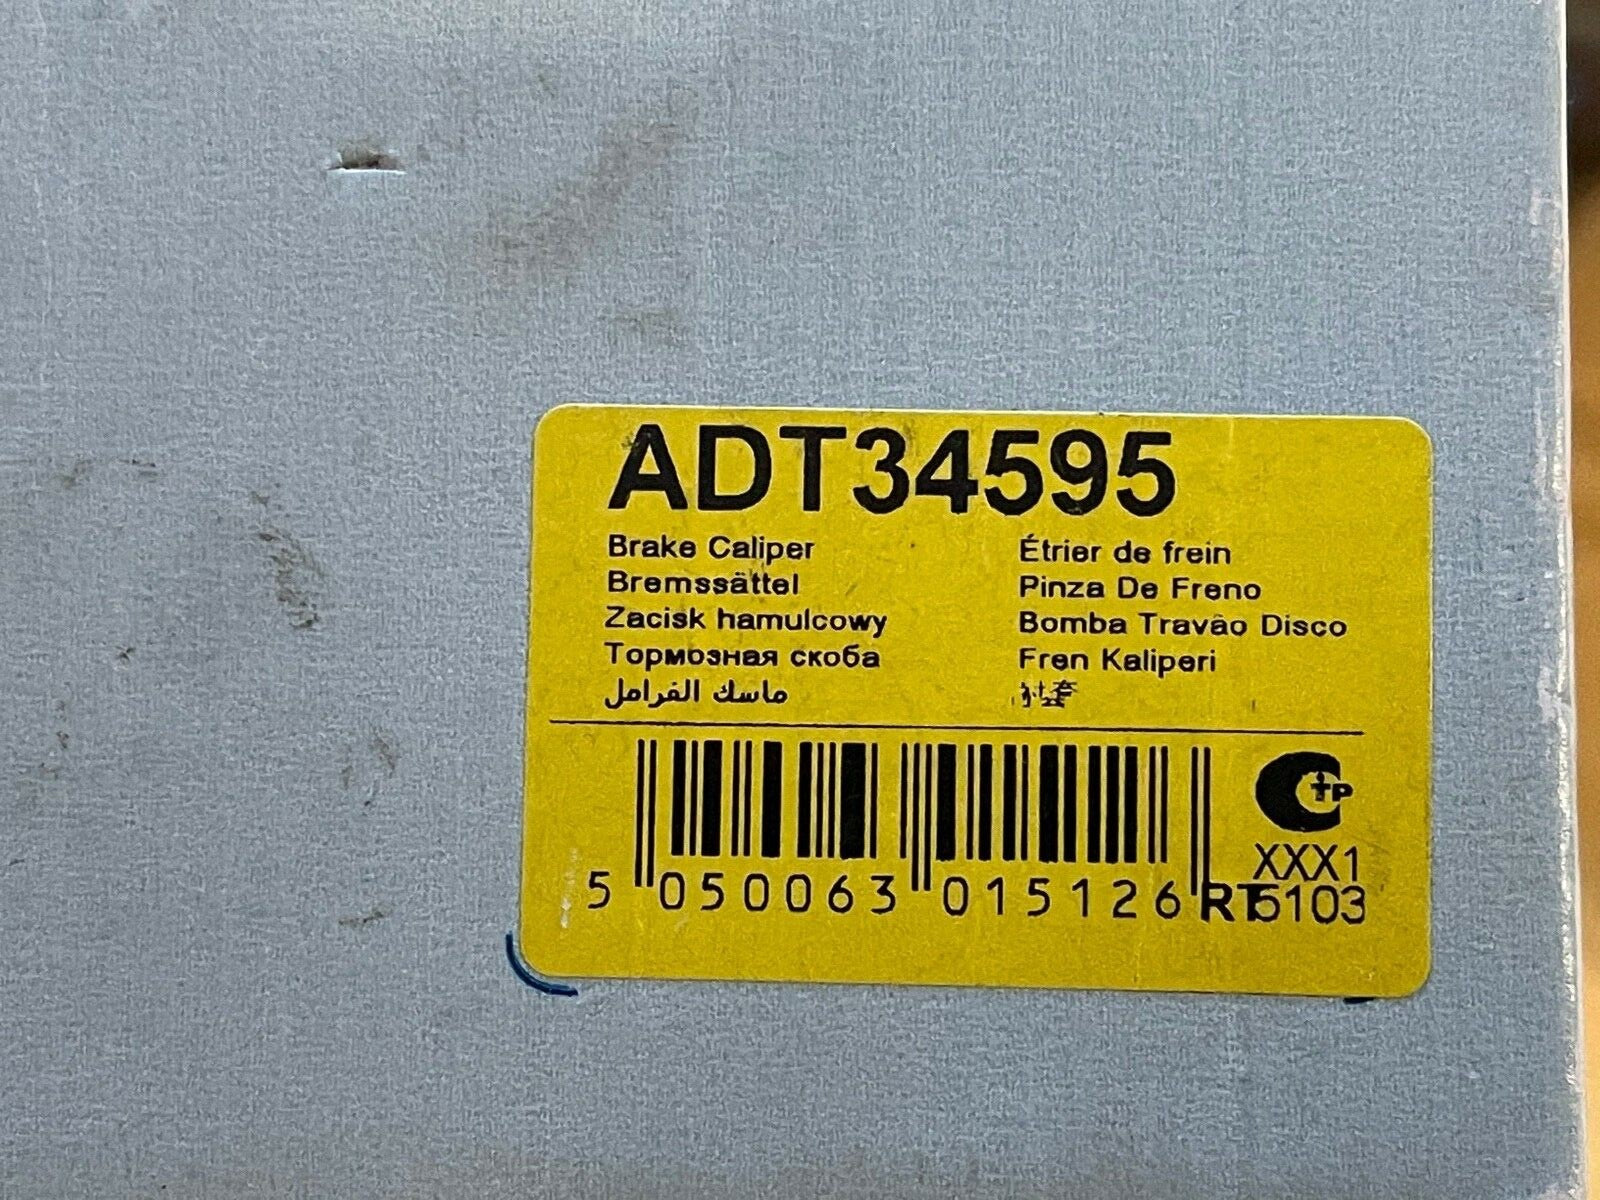 ADT34595
Brake Caliper
Bremssättel
Zacisk hamulcowy
Тормозная скоба
ماسك الفرامل
Étrier de frein
Pinza De Freno
Bomba Travão Disco
Fren Kaliperi
5 050063 015126
XXX1
RT5103